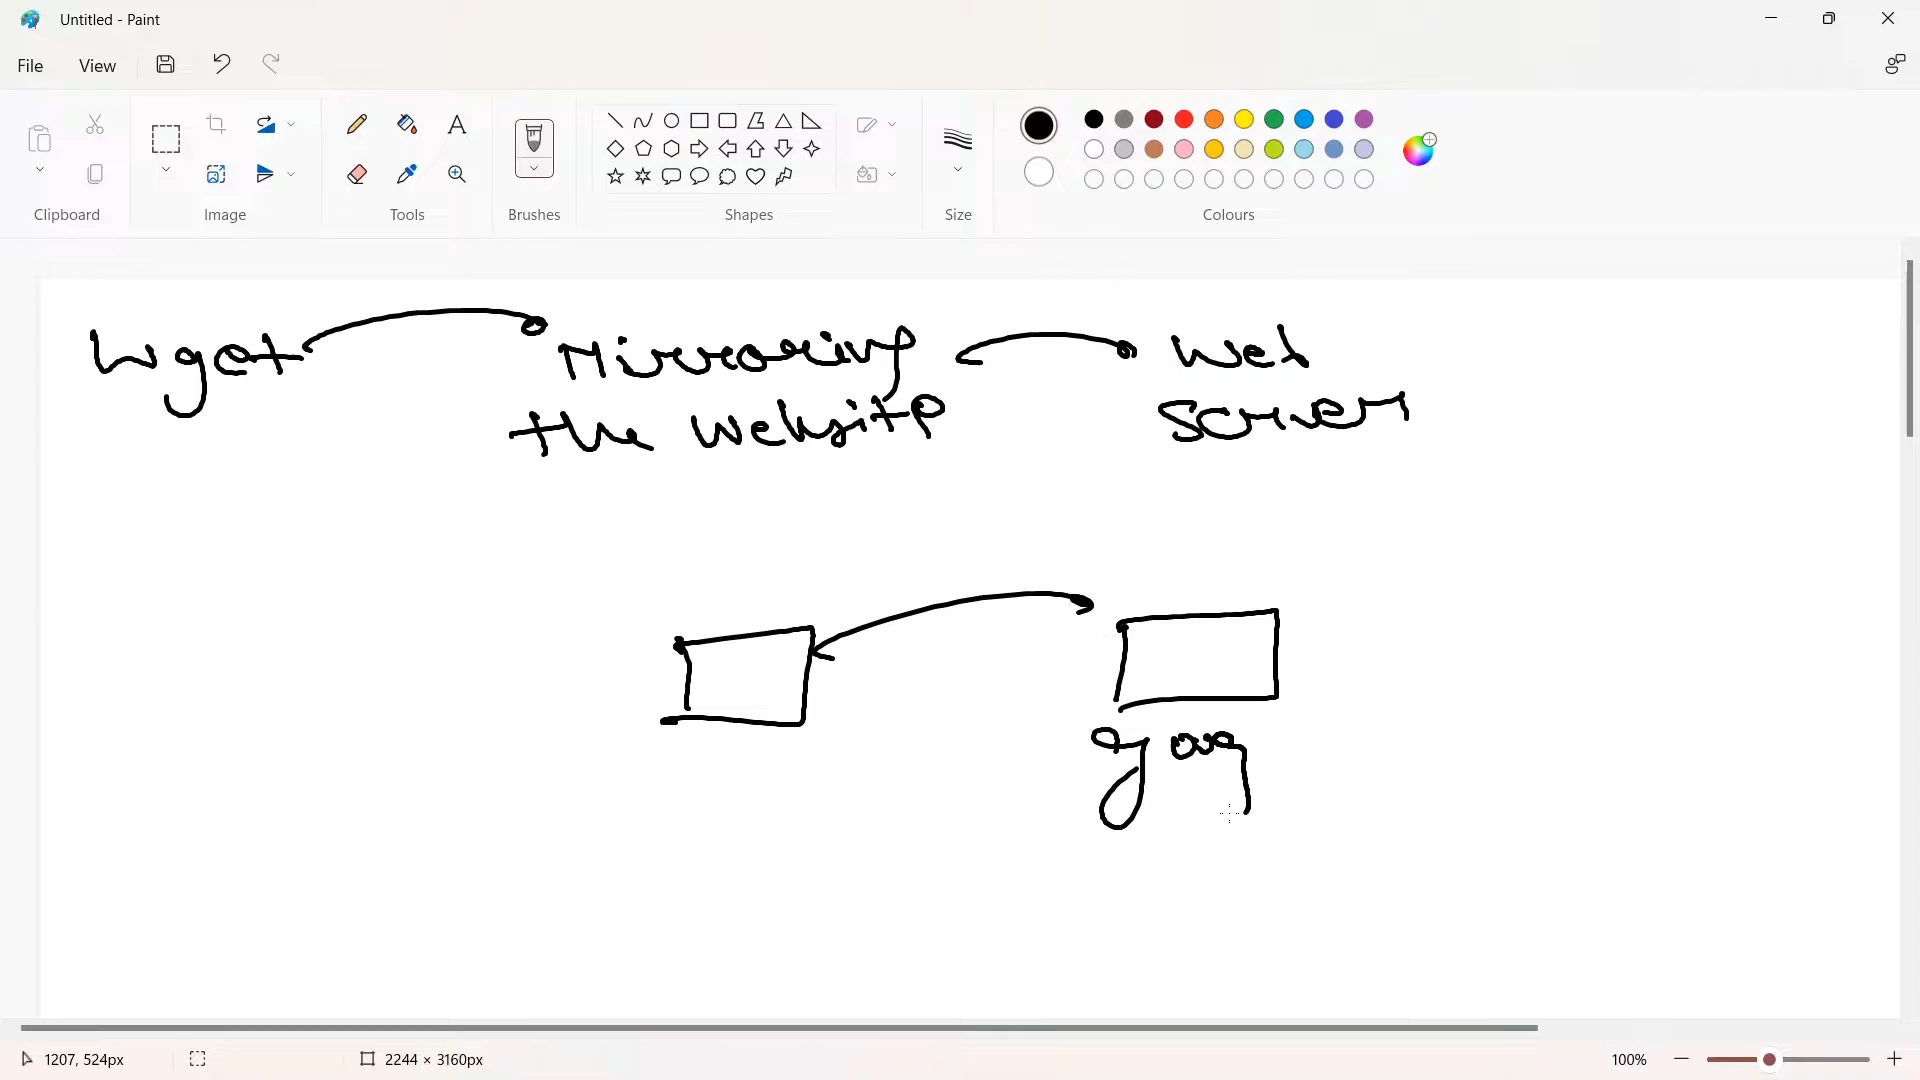 Untitled - Paint
File View
Clipboard Image Tools Brushes Shapes Size Colours
Wget Mirroring Web
the Website Server
1207, 524px 2244 × 3160px 100%